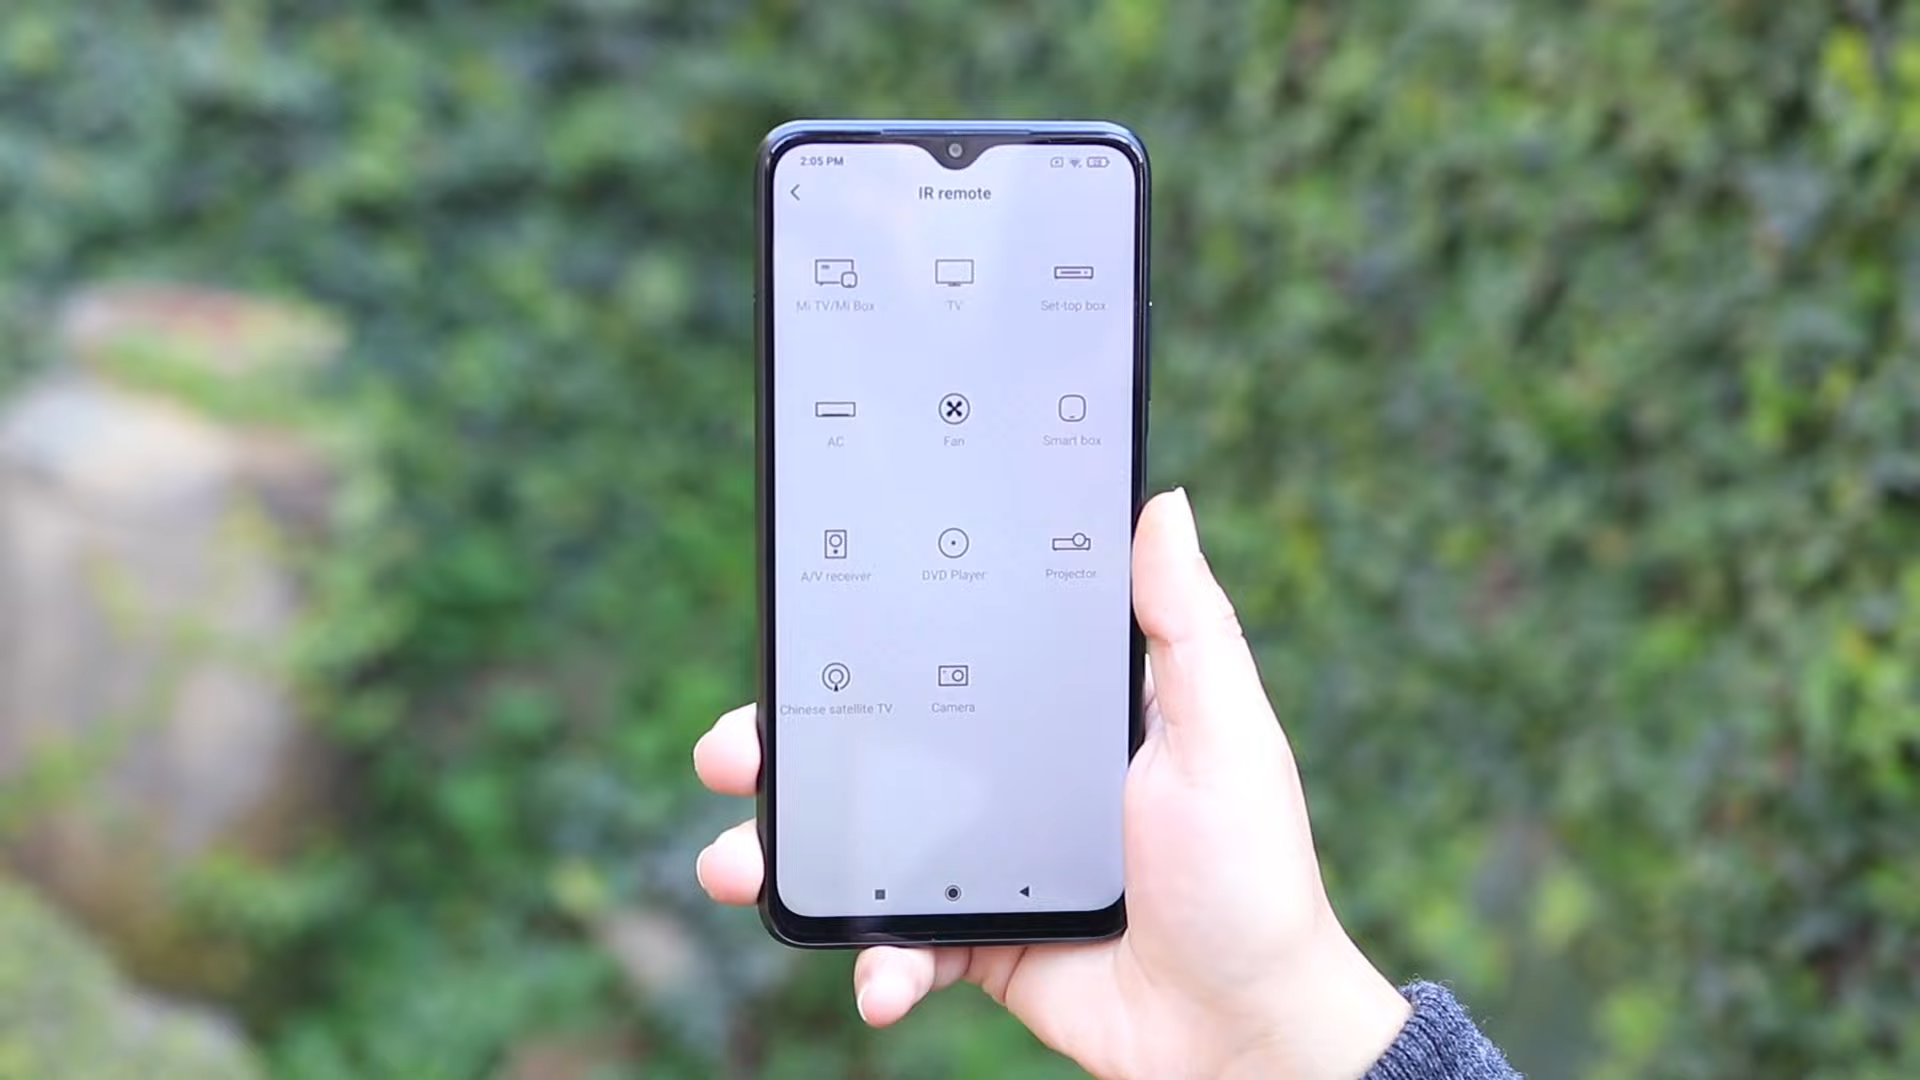 2:05 PM
IR remote
Mi TV/Mi Box
TV
Set-top box
AC
Fan
Smart box
A/V receiver
DVD Player
Projector
Chinese satellite TV
Camera